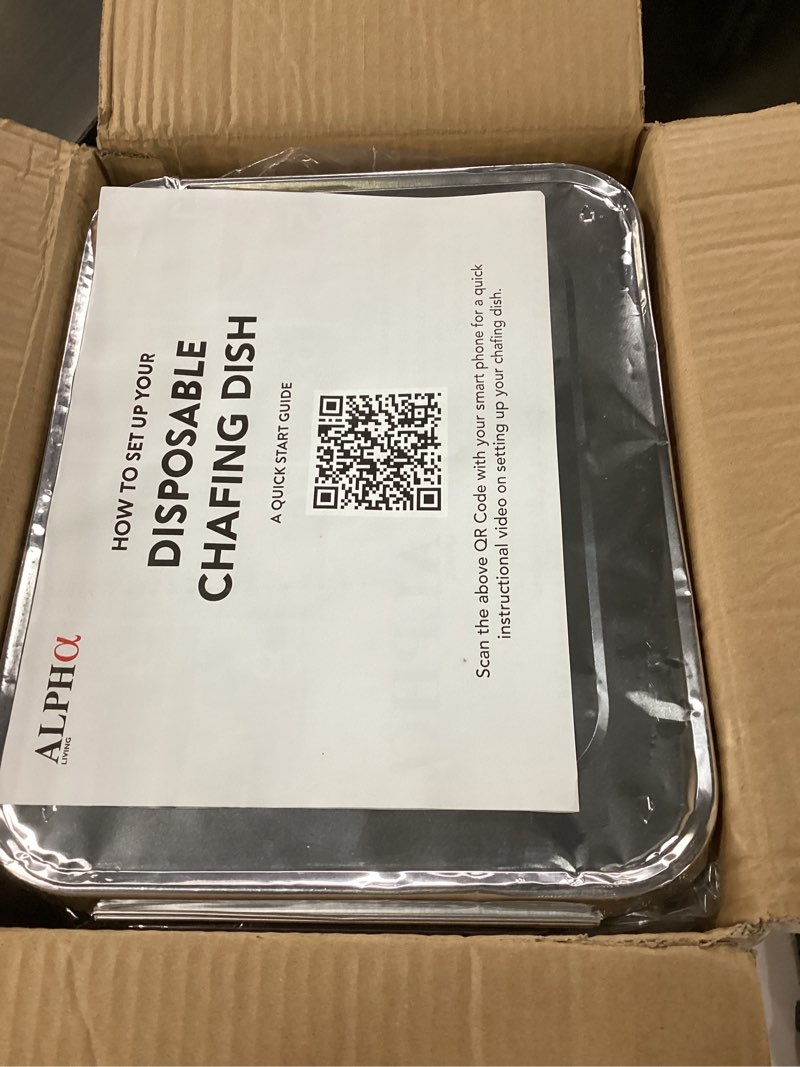 ALPHα
LIVING
HOW TO SET UP YOUR
DISPOSABLE
CHAFING DISH
A QUICK START GUIDE
Scan the above QR Code with your smart phone for a quick
instructional video on setting up your chafing dish.